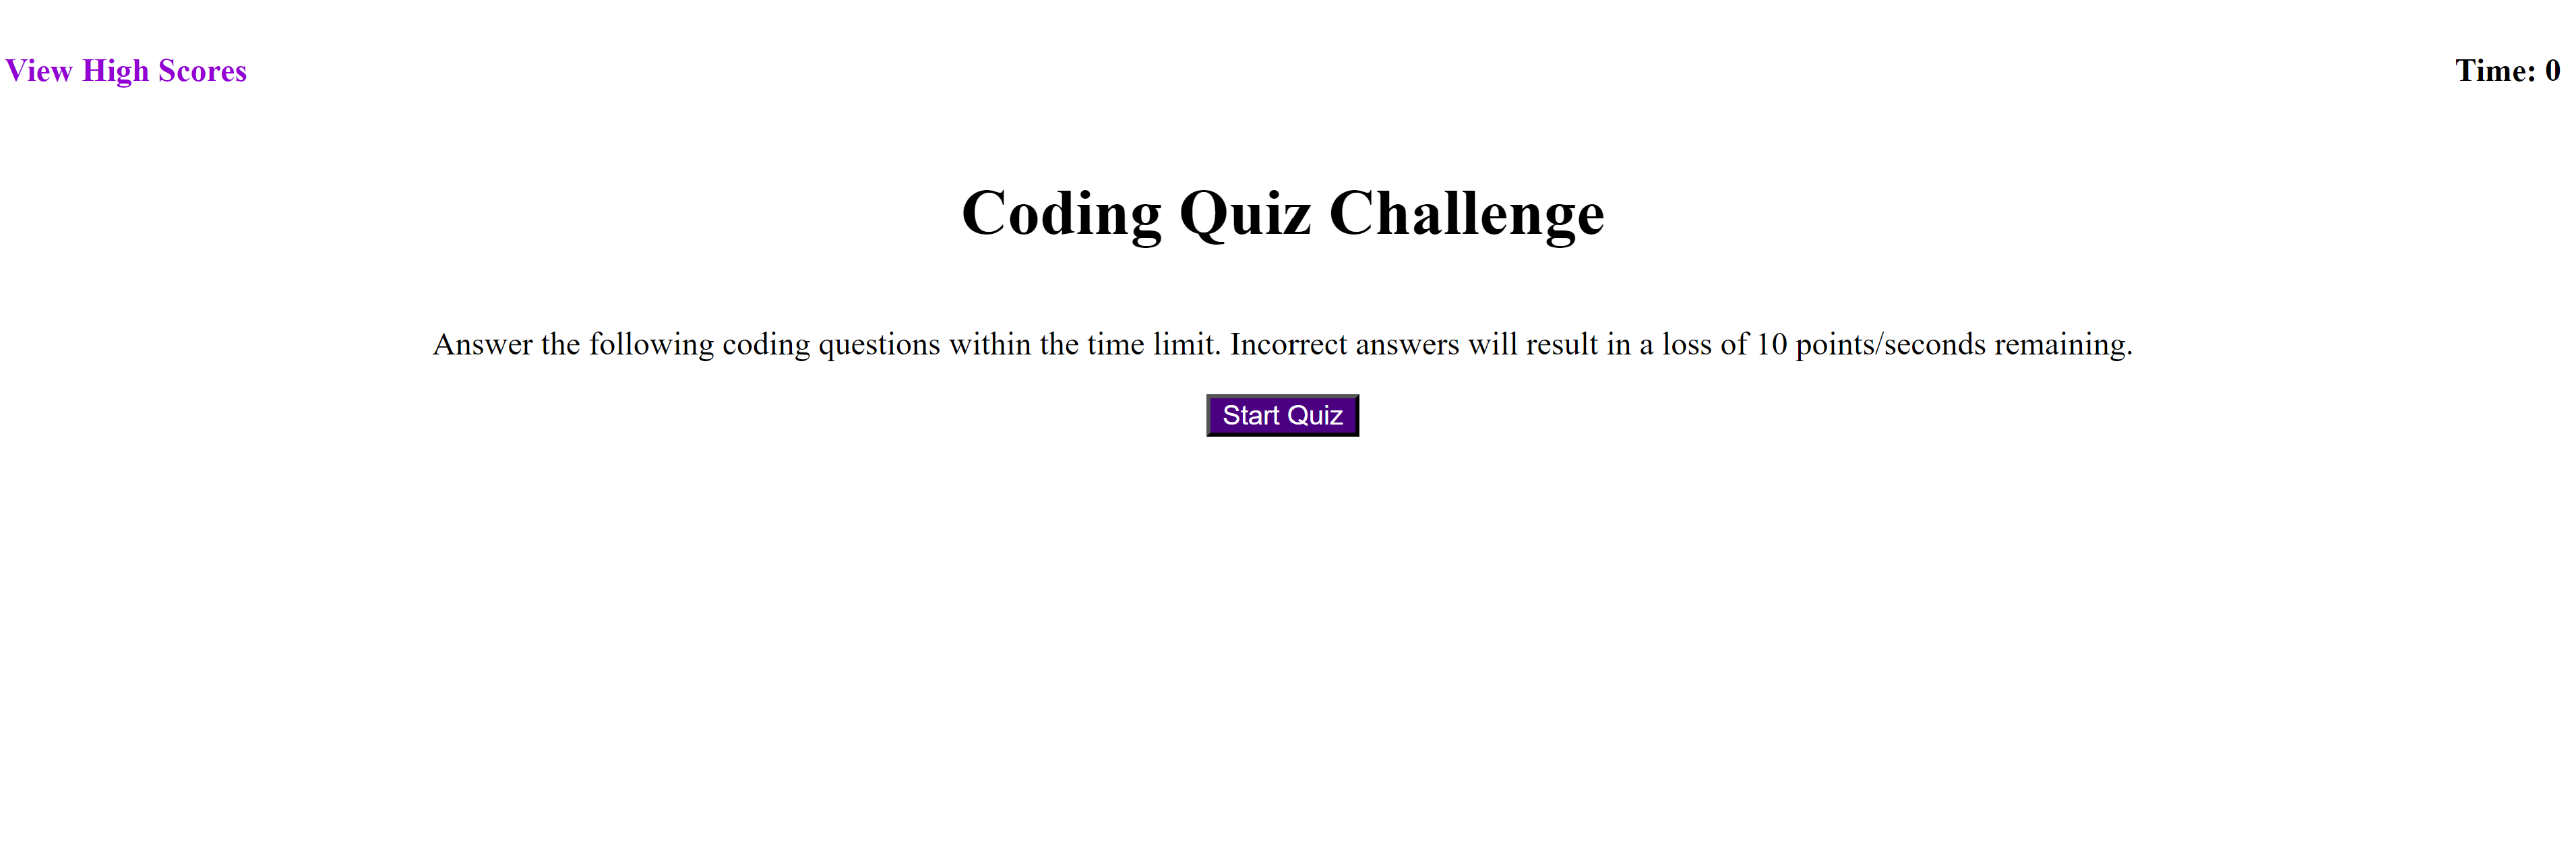 View High Scores
Time: 0
Coding Quiz Challenge
Answer the following coding questions within the time limit. Incorrect answers will result in a loss of 10 points/seconds remaining.
Start Quiz